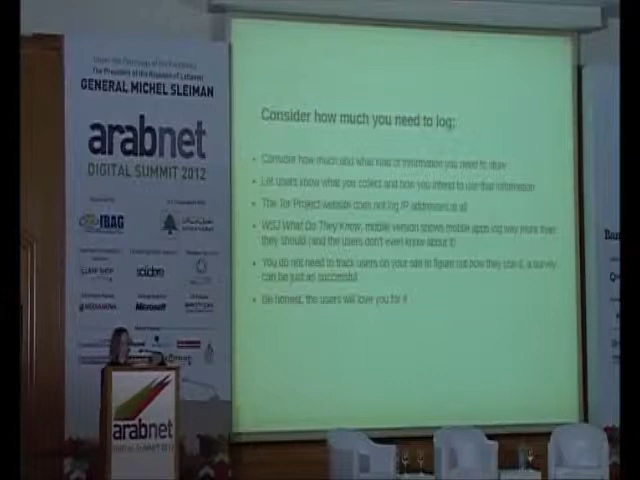 Under the Patronage of His Excellency
The President of the Republic of Lebanon
GENERAL MICHEL SLEIMAN
arabnet
DIGITAL SUMMIT 2012
IBAG
Microsoft
MEDIANOVA
arabnet
DIGITAL SUMMIT 2012
Consider how much you need to log:
• Consider how much and what kind of information you need to store
• Let users know what you collect and how you intend to use that information
• The Tor Project website does not log IP addresses at all
• WSJ What Do They Know, mobile version shows mobile apps log way more than
they should (and the users don't even know about it)
• You do not need to track users on your site to figure out how they use it, a survey
can be just as successful
• Be honest, the users will love you for it